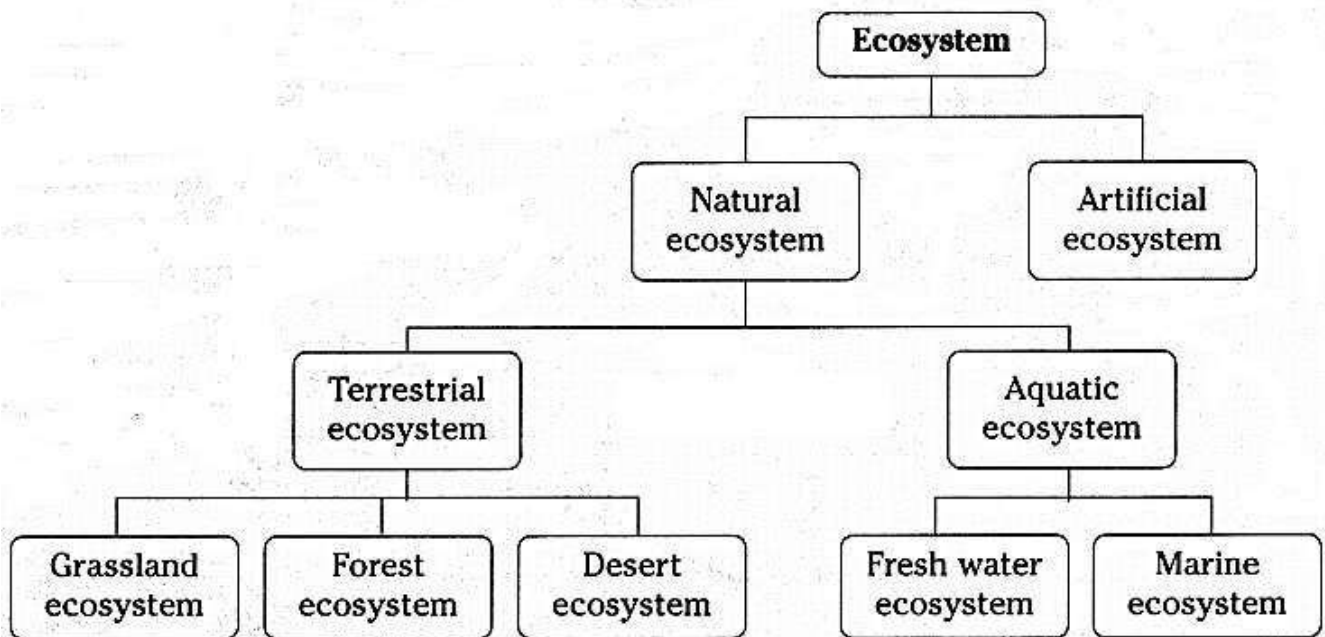 Ecosystem
Natural
ecosystem
Artificial
ecosystem
Terrestrial
ecosystem
Aquatic
ecosystem
Grassland
ecosystem
Forest
ecosystem
Desert
ecosystem
Fresh water
ecosystem
Marine
ecosystem